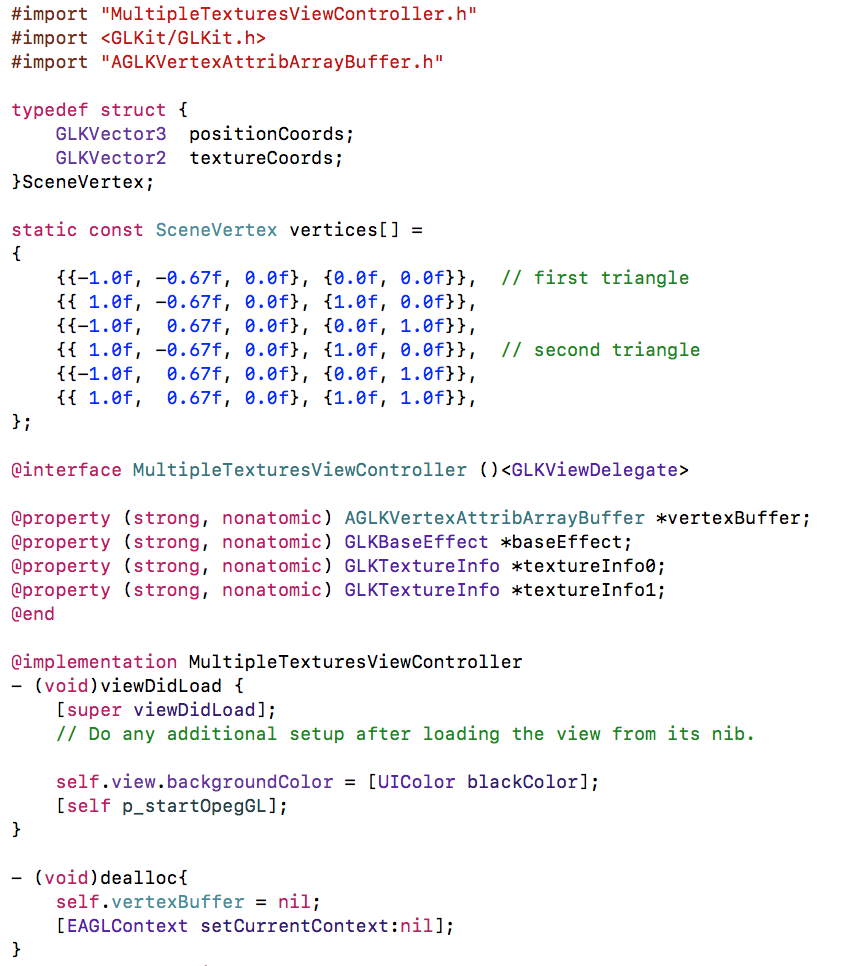 #import "MultipleTexturesViewController.h"
#import <GLKit/GLKit.h>
#import "AGLKVertexAttribArrayBuffer.h"

typedef struct {
    GLKVector3  positionCoords;
    GLKVector2  textureCoords;
}SceneVertex;

static const SceneVertex vertices[] =
{
    {{-1.0f, -0.67f, 0.0f}, {0.0f, 0.0f}},  // first triangle
    {{ 1.0f, -0.67f, 0.0f}, {1.0f, 0.0f}},
    {{-1.0f,  0.67f, 0.0f}, {0.0f, 1.0f}},
    {{ 1.0f, -0.67f, 0.0f}, {1.0f, 0.0f}},  // second triangle
    {{-1.0f,  0.67f, 0.0f}, {0.0f, 1.0f}},
    {{ 1.0f,  0.67f, 0.0f}, {1.0f, 1.0f}},
};

@interface MultipleTexturesViewController ()<GLKViewDelegate>

@property (strong, nonatomic) AGLKVertexAttribArrayBuffer *vertexBuffer;
@property (strong, nonatomic) GLKBaseEffect *baseEffect;
@property (strong, nonatomic) GLKTextureInfo *textureInfo0;
@property (strong, nonatomic) GLKTextureInfo *textureInfo1;
@end

@implementation MultipleTexturesViewController
- (void)viewDidLoad {
    [super viewDidLoad];
    // Do any additional setup after loading the view from its nib.

    self.view.backgroundColor = [UIColor blackColor];
    [self p_startOpegGL];
}

- (void)dealloc{
    self.vertexBuffer = nil;
    [EAGLContext setCurrentContext:nil];
}